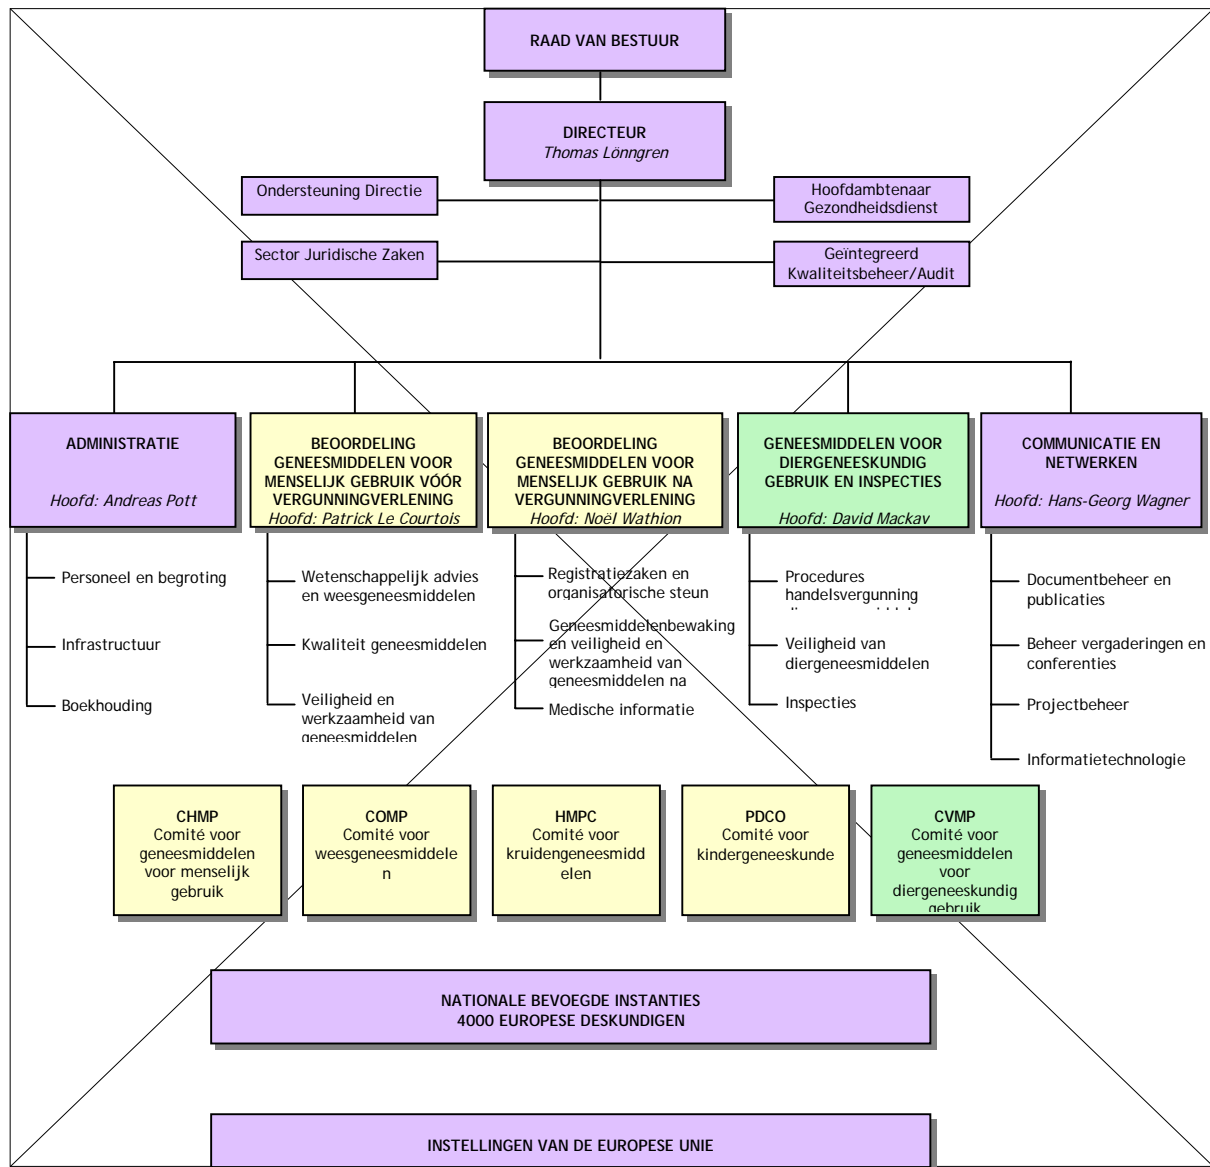 RAAD VAN BESTUUR
DIRECTEUR
Thomas Lönngren
Ondersteuning Directie
Hoofdambtenaar
Gezondheidsdienst
Sector Juridische Zaken
Geïntegreerd
Kwaliteitsbeheer/Audit
ADMINISTRATIE
Hoofd: Andreas Pott
BEOORDELING
GENEESMIDDELEN VOOR
MENSELIJK GEBRUIK VÓÓR
VERGUNNINGVERLENING
Hoofd: Patrick Le Courtois
BEOORDELING
GENEESMIDDELEN VOOR
MENSELIJK GEBRUIK NA
VERGUNNINGVERLENING
Hoofd: Noël Wathion
GENEESMIDDELEN VOOR
DIERGENEESKUNDIG
GEBRUIK EN INSPECTIES
Hoofd: David Mackay
COMMUNICATIE EN
NETWERKEN
Hoofd: Hans-Georg Wagner
Personeel en begroting
Infrastructuur
Boekhouding
Wetenschappelijk advies
en weesgeneesmiddelen
Kwaliteit geneesmiddelen
Veiligheid en
werkzaamheid van
geneesmiddelen
Registratiezaken en
organisatorische steun
Geneesmiddelenbewaking
en veiligheid en
werkzaamheid van
geneesmiddelen na
Medische informatie
Procedures
handelsvergunning
Veiligheid van
diergeneesmiddelen
Inspecties
Documentbeheer en
publicaties
Beheer vergaderingen en
conferenties
Projectbeheer
Informatietechnologie
CHMP
Comité voor
geneesmiddelen
voor menselijk
gebruik
COMP
Comité voor
weesgeneesmiddele
n
HMPC
Comité voor
kruidengeneesmidd
elen
PDCO
Comité voor
kindergeneeskunde
CVMP
Comité voor
geneesmiddelen
voor
diergeneeskundig
gebruik
NATIONALE BEVOEGDE INSTANTIES
4000 EUROPESE DESKUNDIGEN
INSTELLINGEN VAN DE EUROPESE UNIE